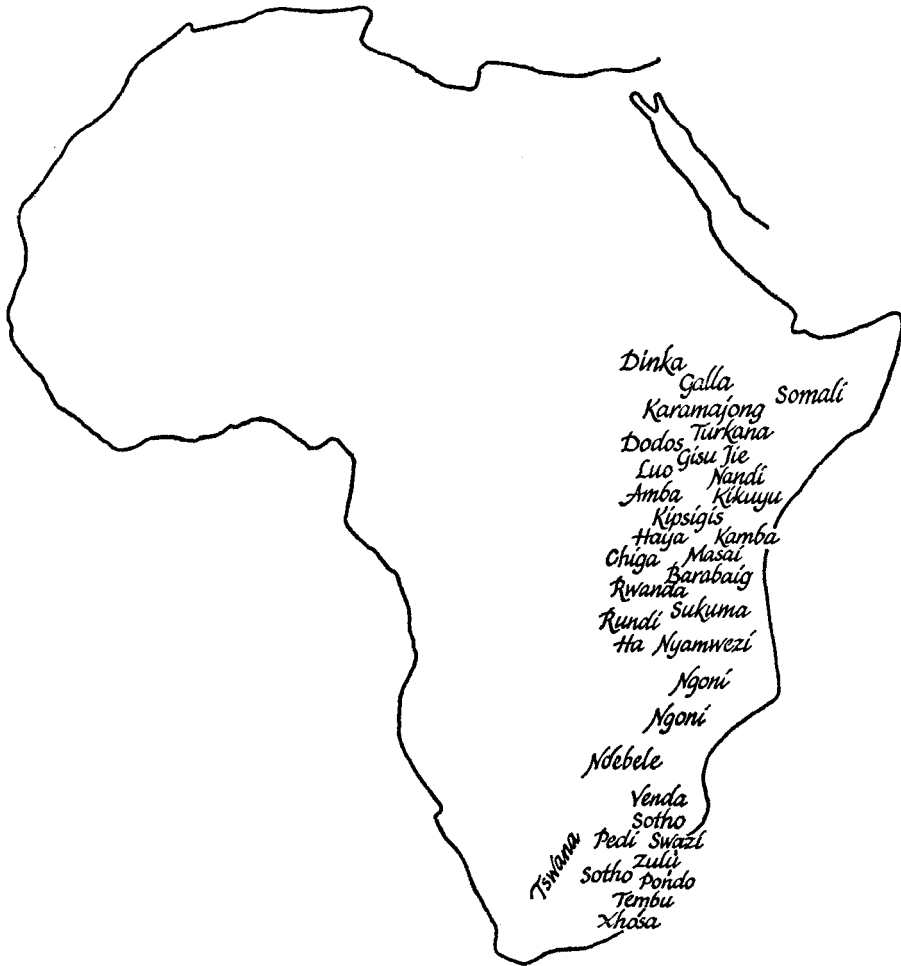 Dinka
Galla
Somali
Karamajong
Turkana
Dodos
Gisu Jie
Luo
Nandi
Amba
Kikuyu
Kipsigis
Haya
Kamba
Chiga
Masai
Barabaig
Rwanda
Sukuma
Rundi
Ha
Nyamwezi
Ngoni
Ngoni
Ndebele
Venda
Sotho
Pedi
Swazi
Tswana
Zulu
Sotho
Pondo
Tembu
Xhosa